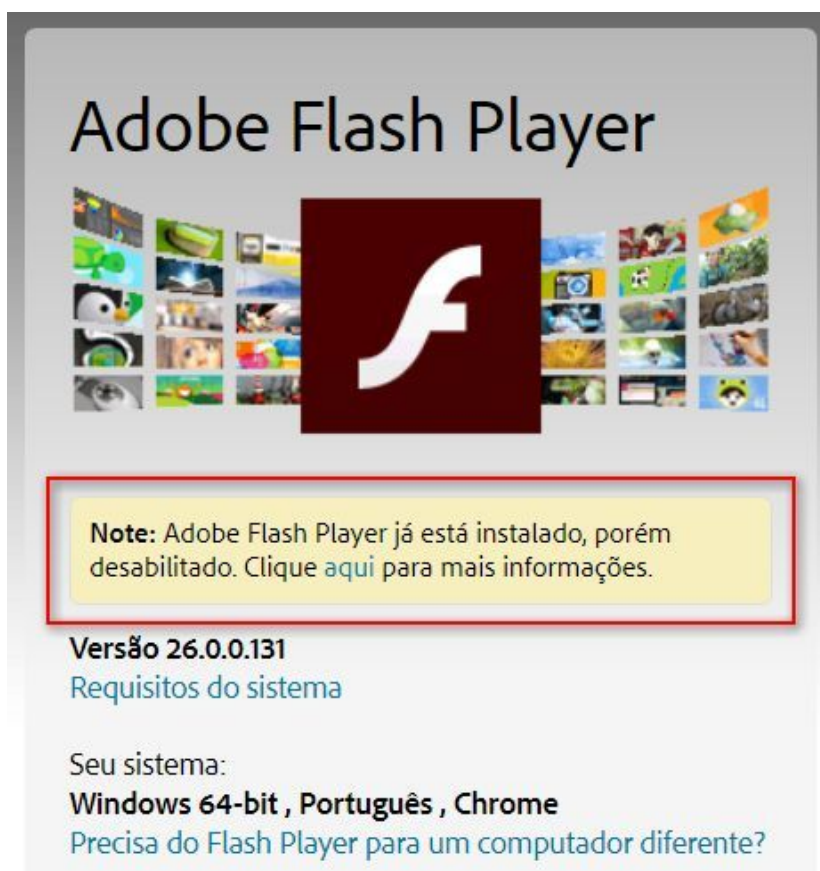 Adobe Flash Player
Note: Adobe Flash Player já está instalado, porém
desabilitado. Clique aqui para mais informações.
Versão 26.0.0.131
Requisitos do sistema
Seu sistema:
Windows 64-bit , Português , Chrome
Precisa do Flash Player para um computador diferente?